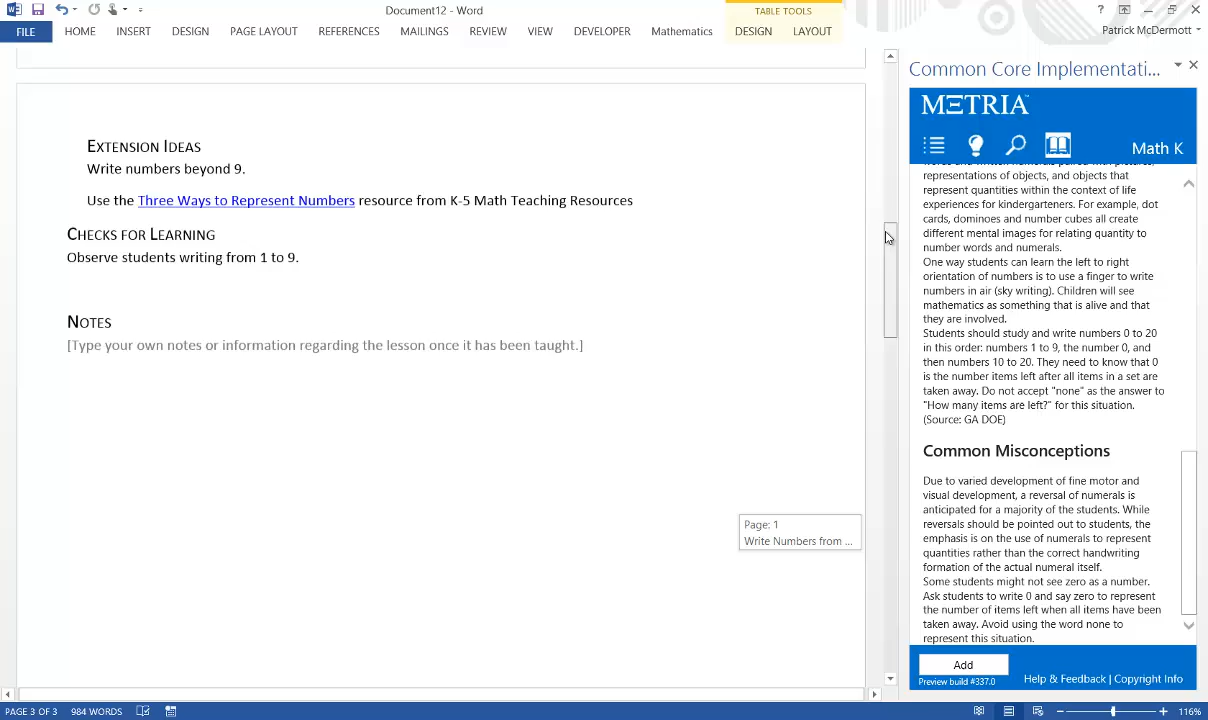 Document12 - Word
TABLE TOOLS
?
FILE
HOME
INSERT
DESIGN
PAGE LAYOUT
REFERENCES
MAILINGS
REVIEW
VIEW
DEVELOPER
Mathematics
DESIGN
LAYOUT
Patrick McDermott
EXTENSION IDEAS
Write numbers beyond 9.
Use the Three Ways to Represent Numbers resource from K-5 Math Teaching Resources
CHECKS FOR LEARNING
Observe students writing from 1 to 9.
NOTES
[Type your own notes or information regarding the lesson once it has been taught.]
Page: 1
Write Numbers from ...
Common Core Implementati...
METRIA™
Math K
representations of objects, and objects that
represent quantities within the context of life
experiences for kindergarteners. For example, dot
cards, dominoes and number cubes all create
different mental images for relating quantity to
number words and numerals.
One way students can learn the left to right
orientation of numbers is to use a finger to write
numbers in air (sky writing). Children will see
mathematics as something that is alive and that
they are involved.
Students should study and write numbers 0 to 20
in this order: numbers 1 to 9, the number 0, and
then numbers 10 to 20. They need to know that 0
is the number items left after all items in a set are
taken away. Do not accept "none" as the answer to
"How many items are left?" for this situation.
(Source: GA DOE)
Common Misconceptions
Due to varied development of fine motor and
visual development, a reversal of numerals is
anticipated for a majority of the students. While
reversals should be pointed out to students, the
emphasis is on the use of numerals to represent
quantities rather than the correct handwriting
formation of the actual numeral itself.
Some students might not see zero as a number.
Ask students to write 0 and say zero to represent
the number of items left when all items have been
taken away. Avoid using the word none to
represent this situation.
Add
Preview build #337.0
Help & Feedback | Copyright Info
PAGE 3 OF 3
984 WORDS
116%